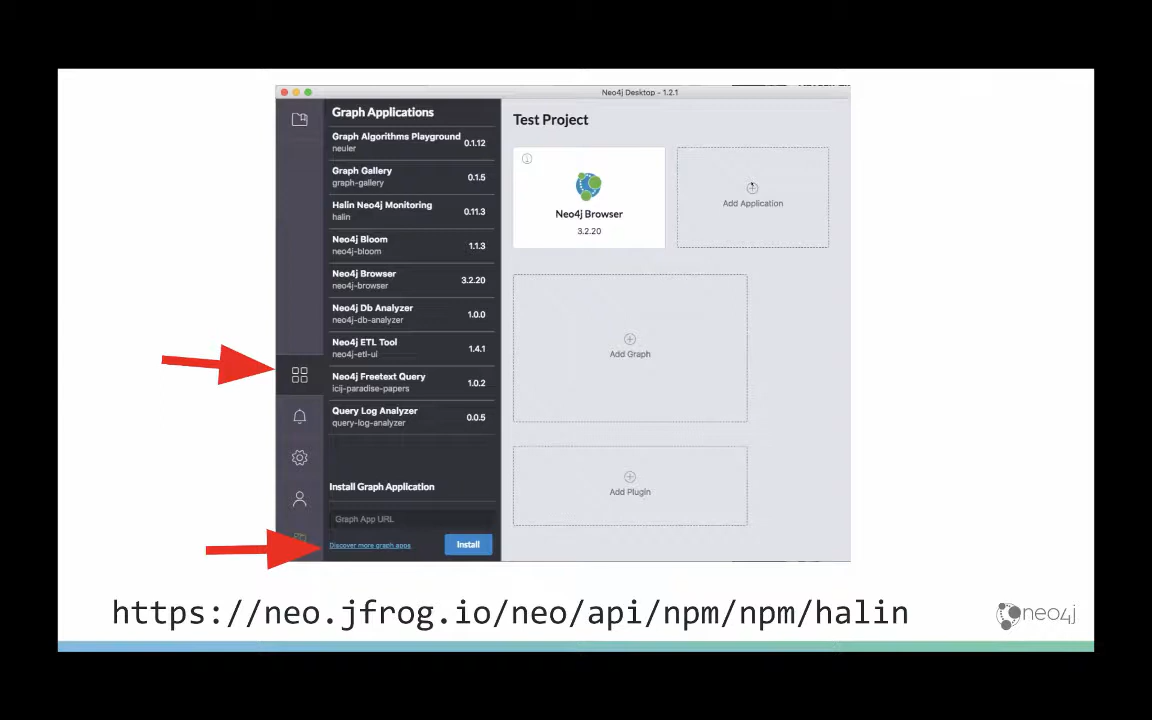 Neo4j Desktop - 1.2.1
Graph Applications
Graph Algorithms Playground
neuler
0.1.12
Graph Gallery
graph-gallery
0.1.5
Halin Neo4j Monitoring
halin
0.11.3
Neo4j Bloom
neo4j-bloom
1.1.3
Neo4j Browser
neo4j-browser
3.2.20
Neo4j Db Analyzer
neo4j-db-analyzer
1.0.0
Neo4j ETL Tool
neo4j-etl-ui
1.4.1
Neo4j Freetext Query
icij-paradise-papers
1.0.2
Query Log Analyzer
query-log-analyzer
0.0.5
Install Graph Application
Graph App URL
Discover more graph apps
Install
Test Project
Neo4j Browser
3.2.20
Add Application
Add Graph
Add Plugin
https://neo.jfrog.io/neo/api/npm/npm/halin
neo4j